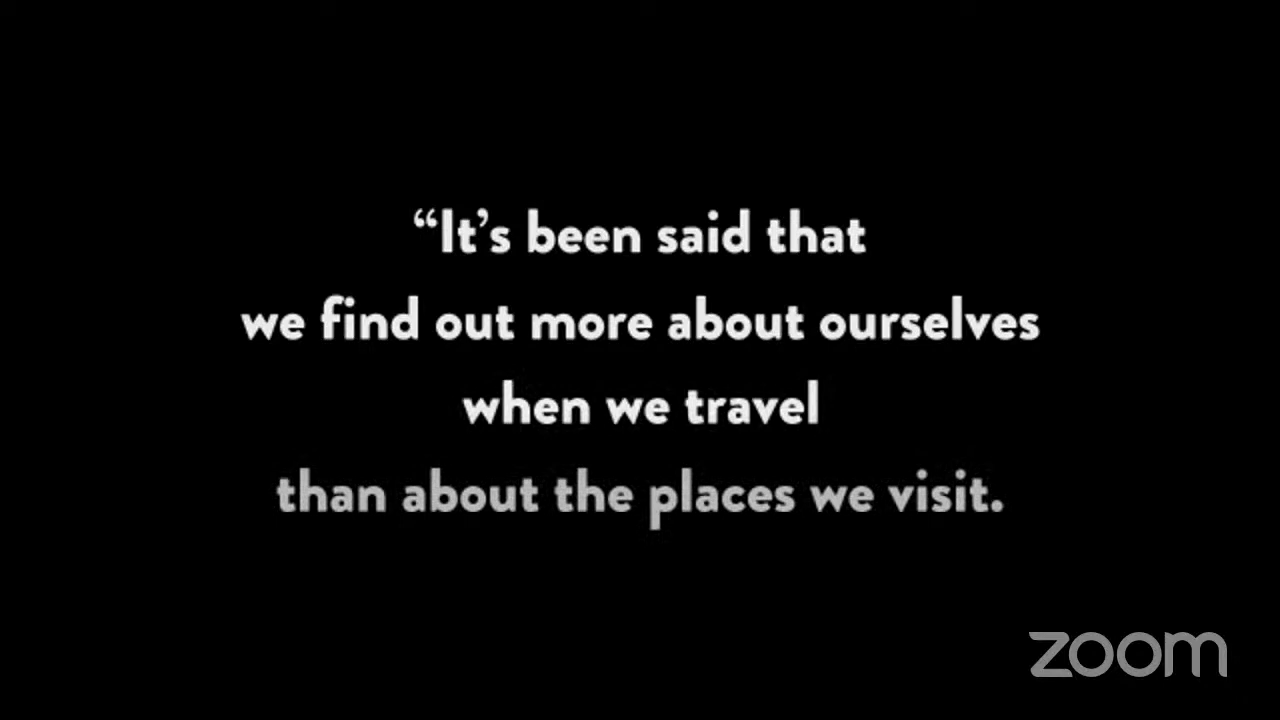 “It’s been said that
we find out more about ourselves
when we travel
than about the places we visit.
zoom